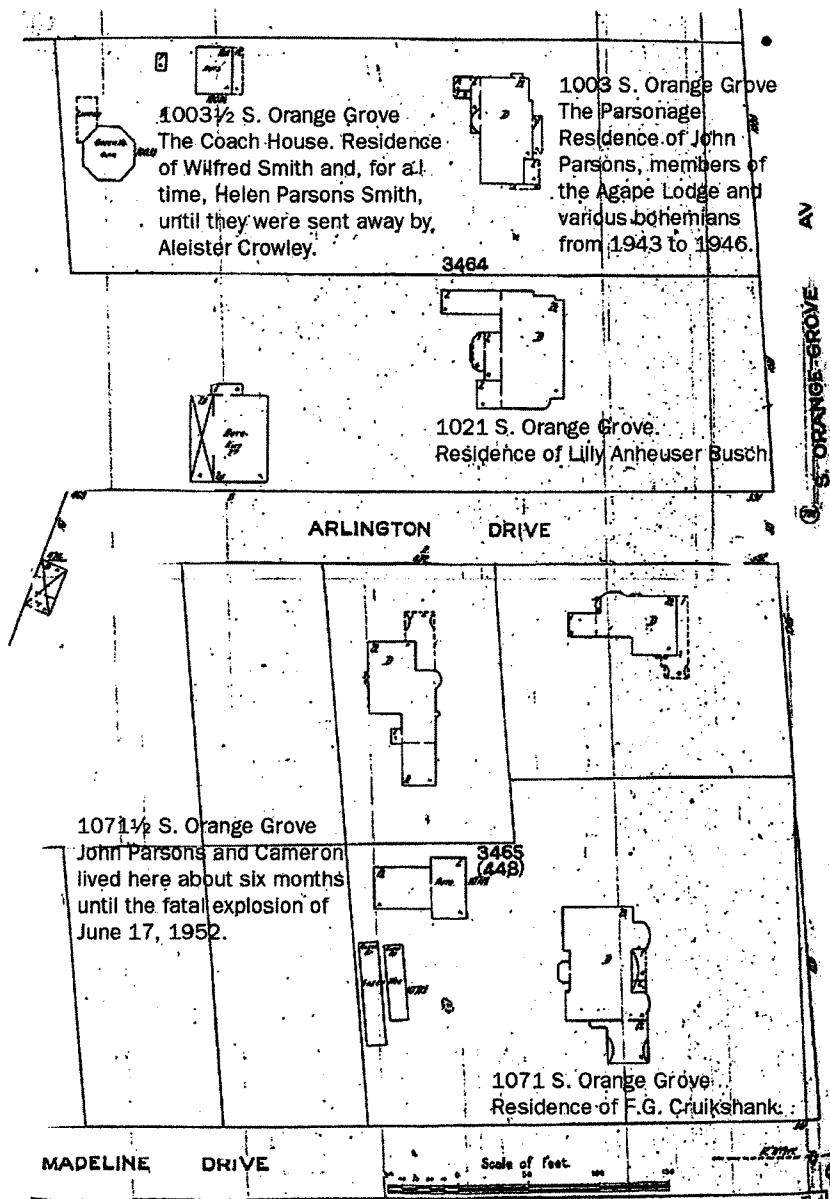 1003½ S. Orange Grove
The Coach House. Residence
of Wilfred Smith and, for a
time, Helen Parsons Smith,
until they were sent away by
Aleister Crowley.
1003 S. Orange Grove
The Parsonage
Residence of John
Parsons, members of
the Agape Lodge and
various bohemians
from 1943 to 1946.
AV
S. ORANGE GROVE
3464
D
D
1021 S. Orange Grove.
Residence of Lilly Anheuser Busch
ARLINGTON DRIVE
D
D
1071½ S. Orange Grove
John Parsons and Cameron
lived here about six months
until the fatal explosion of
June 17, 1952.
3465
(448)
D
1071 S. Orange Grove
Residence of F.G. Cruikshank.
MADELINE DRIVE
Scale of feet.